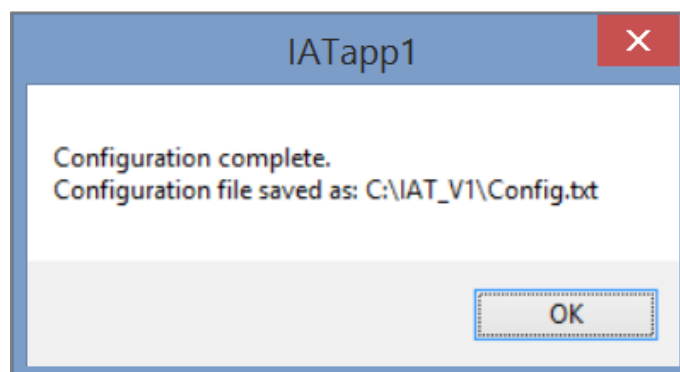 IATapp1
Configuration complete.
Configuration file saved as: C:\IAT_V1\Config.txt
OK